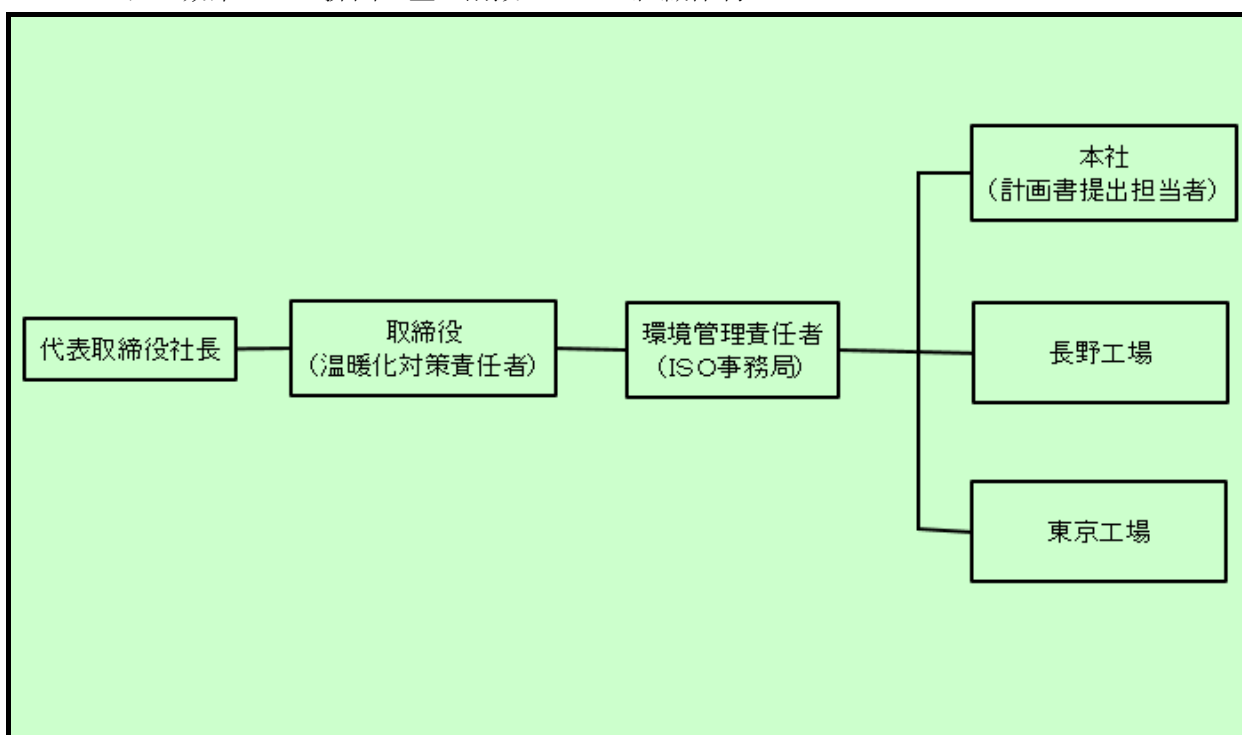 代表取締役社長
取締役
（温暖化対策責任者）
環境管理責任者
（ISO事務局）
本社
（計画書提出担当者）
長野工場
東京工場